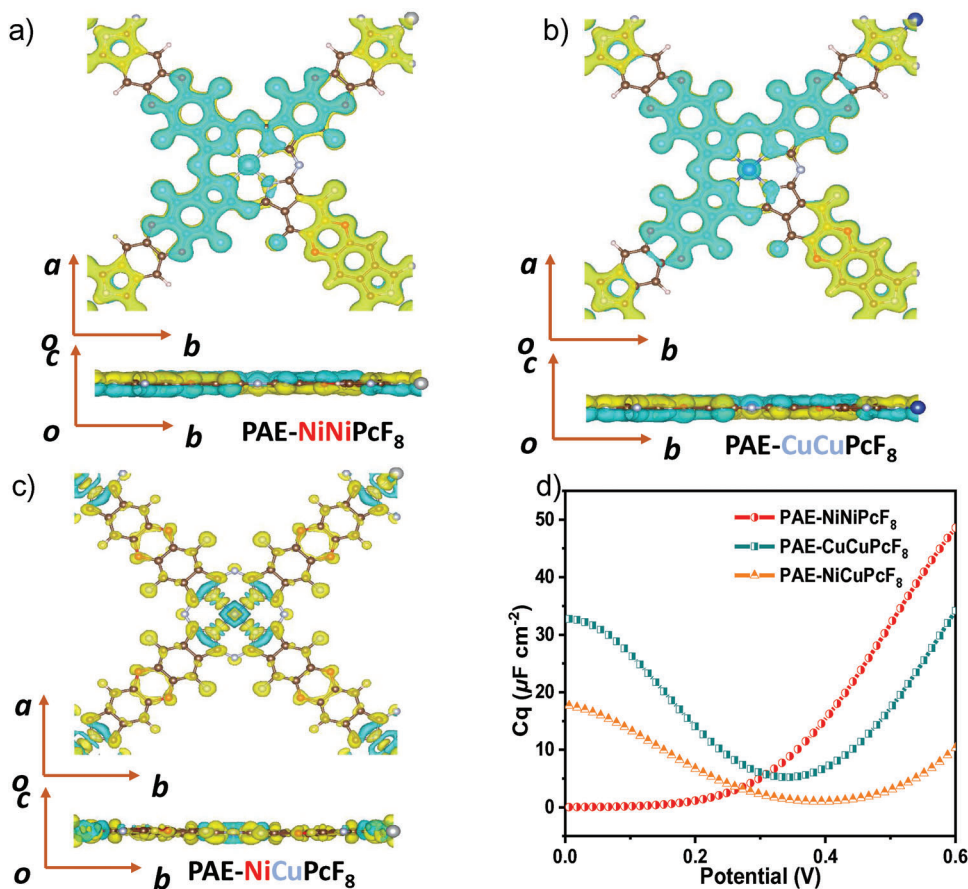 a)
b)
a
o
b
c
o
b
PAE-NiNiPcF8
a
o
b
c
o
b
PAE-CuCuPcF8
c)
a
o
b
c
o
b
PAE-NiCuPcF8
d)
PAE-NiNiPcF8
PAE-CuCuPcF8
PAE-NiCuPcF8
Cq (μF cm-2)
50
40
30
20
10
0
0.0
0.2
0.4
0.6
Potential (V)